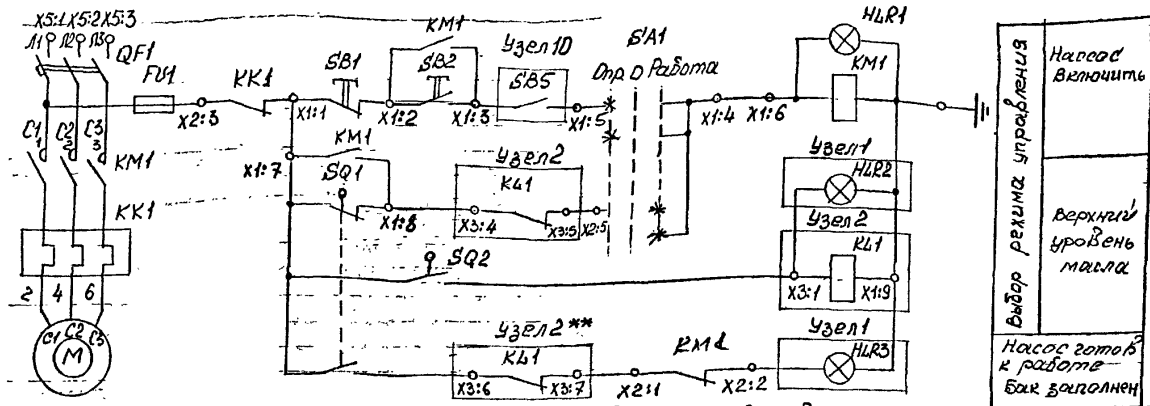 X5:1 X5:2 X5:3
Л1 Л2 Л3
QF1
FU1
X2:3
KK1
X1:1
SB1
X1:2
KM1
SB2
X1:3
Узел 10
SB5
X1:5
SA1
Опр. О Работа
X1:4
X1:6
HLR1
KM1
C1 C2 C3
1 2 3
KM1
KK1
2 4 6
C1 C2 C3
M
X1:7
KM1
SQ1
X1:8
Узел 2
KL1
X3:4
X3:5
X2:5
SQ2
Узел 1
HLR2
Узел 2
KL1
X3:1
X1:9
Узел 2**
KL1
X3:6
X3:7
X2:1
KM1
X2:2
Узел 1
HLR3
Выбор режима управления
Насос
включить
Верхний
уровень
масла
Насос готов
к работе
Бак заполнен